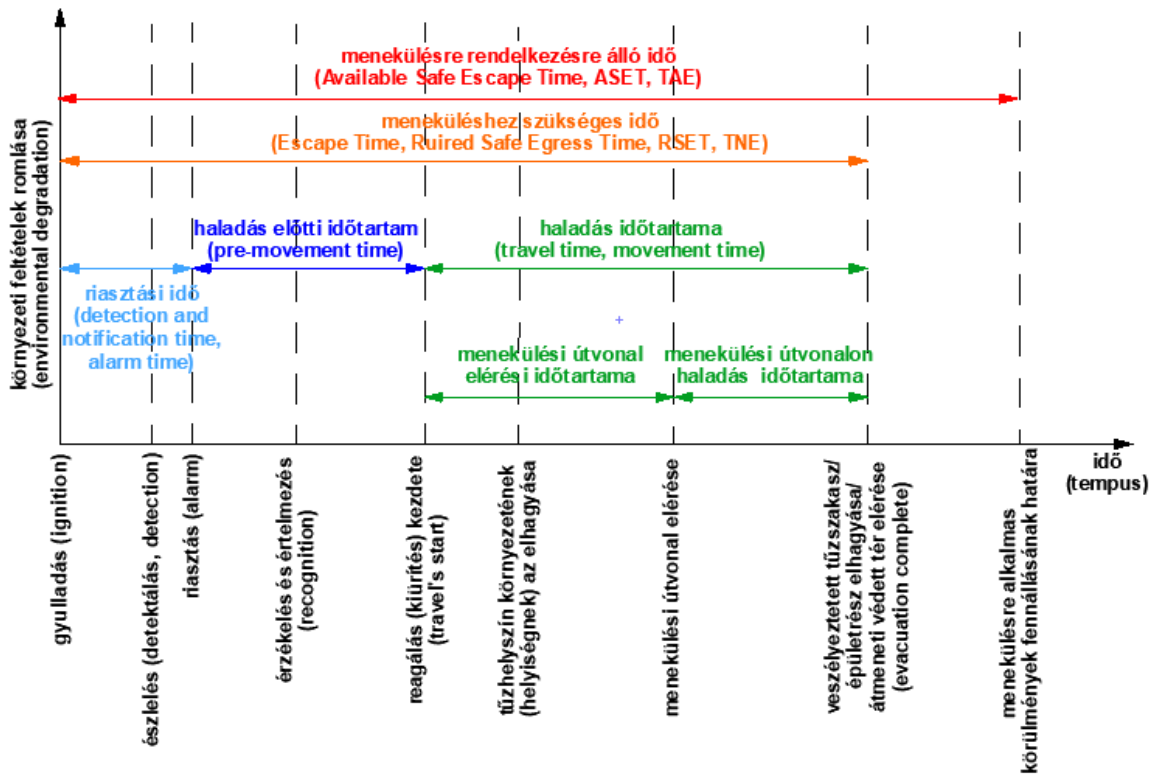 menekülésre rendelkezésre álló idő
(Available Safe Escape Time, ASET, TAE)
meneküléshez szükséges idő
(Escape Time, Ruired Safe Egress Time, RSET, TNE)
haladás előtti időtartam
(pre-movement time)
haladás időtartama
(travel time, movement time)
riasztási idő
(detection and
notification time,
alarm time)
menekülési útvonal
elérési időtartama
menekülési útvonalon
haladás időtartama
környezeti feltételek romlása
(environmental degradation)
idő
(tempus)
gyulladás (ignition)
észlelés (detektálás, detection)
riasztás (alarm)
érzékelés és értelmezés
(recognition)
reagálás (kiürítés) kezdete
(travel's start)
tűzhelyszín környezetének
(helyiségnek) az elhagyása
menekülési útvonal elérése
veszélyeztetett tűzszakasz/
épületrész elhagyása/
átmeneti védett tér elérése
(evacuation complete)
menekülésre alkalmas
körülmények fennállásának határa